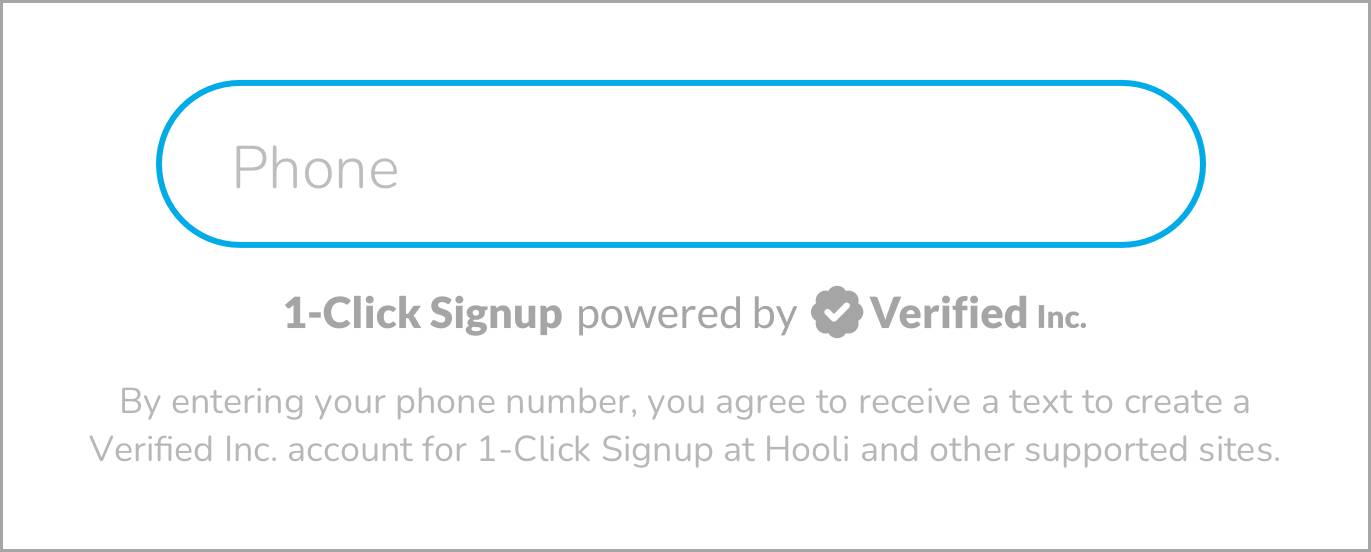 Phone
1-Click Signup powered by Verified Inc.
By entering your phone number, you agree to receive a text to create a
Verified Inc. account for 1-Click Signup at Hooli and other supported sites.